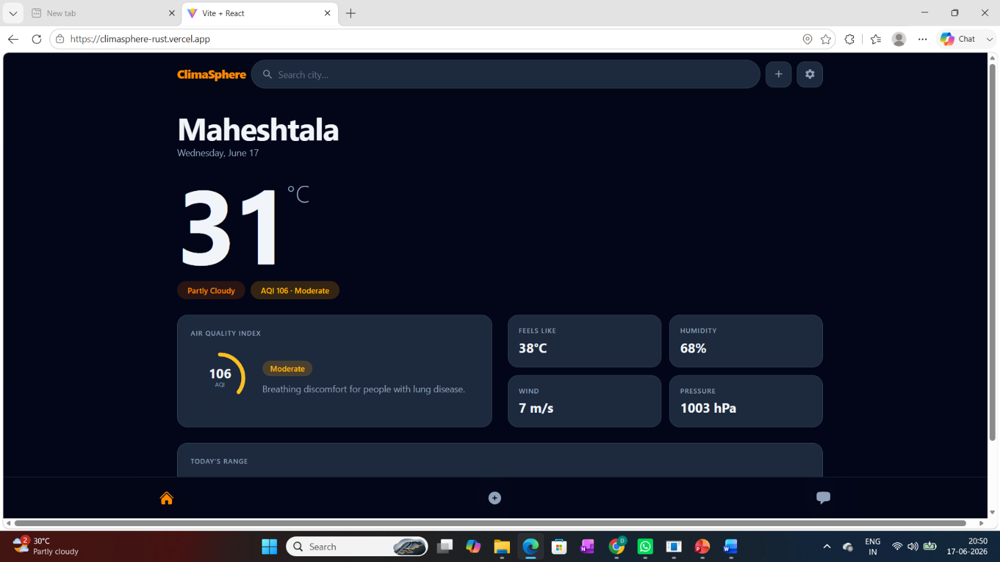 New tab
Vite + React
https://climasphere-rust.vercel.app
Chat
ClimaSphere
Search city...
Maheshtala
Wednesday, June 17
31 °C
Partly Cloudy
AQI 106 · Moderate
AIR QUALITY INDEX
106
AQI
Moderate
Breathing discomfort for people with lung disease.
FEELS LIKE
38°C
HUMIDITY
68%
WIND
7 m/s
PRESSURE
1003 hPa
TODAY'S RANGE
2
30°C
Partly cloudy
Search
N
D
P
W
ENG
IN
20:50
17-06-2026